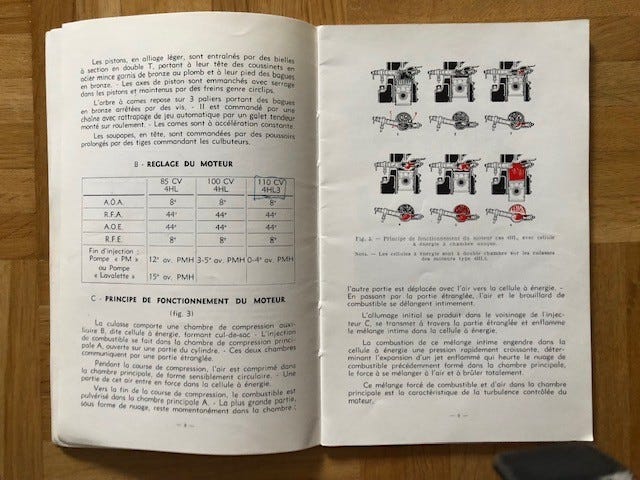 Les pistons, en alliage léger, sont entraînés par des bielles
à section en double T, portant à leur tête des coussinets en
acier mince garnis de bronze au plomb et à leur pied des bagues
en bronze. - Les axes de piston sont emmanchés avec serrage
dans les pistons et maintenus par des freins genre circlips.
L'arbre à cames repose sur 3 paliers portant des bagues
en bronze arrêtées par des vis. - Il est commandé par une
chaîne avec rattrapage de jeu automatique par un galet tendeur
monté sur roulement. - Les cames sont à accélération constante.
Les soupapes, en tête, sont commandées par des poussoirs
prolongés par des tiges commandant les culbuteurs.
B - REGLAGE DU MOTEUR
85 CV 100 CV 110 CV
4HL 4HL 4HL3
A.O.A. 8° 8° 8°
R.F.A. 44° 44° 44°
A.O.E. 44° 44° 44°
R.F.E. 8° 8° 8°
Fin d'injection :
Pompe « PM » 12° av. PMH 3-5° av. PMH 0-4° av. PMH
ou Pompe
« Lavalette » 15° av. PMH
C - PRINCIPE DE FONCTIONNEMENT DU MOTEUR
(fig. 3)
La culasse comporte une chambre de compression auxi-
liaire B, dite cellule à énergie, formant cul-de-sac - L'injection
de combustible se fait dans la chambre de compression princi-
pale A, ouverte sur une partie du cylindre. - Ces deux chambres
communiquent par une partie étranglée.
Pendant la course de compression, l'air est comprimé dans
la chambre principale, de forme sensiblement circulaire. - Une
partie de cet air entre en force dans la cellule à énergie.
Vers la fin de la course de compression, le combustible est
pulvérisé dans la chambre principale A. - La plus grande partie,
sous forme de nuage, reste momentanément dans la chambre ;
— 8 —
Fig. 3. — Principe de fonctionnement du moteur cas 4HL, avec cellule
à énergie à chambre unique.
Nota. — Les cellules à énergie sont à double chambre sur les culasses
des moteurs type 4HL3.
l'autre partie est déplacée avec l'air vers la cellule à énergie. -
En passant par la partie étranglée, l'air et le brouillard de
combustible se mélangent intimement.
L'allumage initial se produit dans le voisinage de l'injec-
teur C, se transmet à travers la partie étranglée et enflamme
le mélange intime dans la cellule à énergie.
La combustion de ce mélange intime engendre dans la
cellule à énergie une pression rapidement croissante, déter-
minant l'expansion d'un jet enflammé qui heurte le nuage de
combustible précédemment formé dans la chambre principale,
le force à se mélanger à l'air et à brûler totalement.
Ce mélange forcé de combustible et d'air dans la chambre
principale est la caractéristique de la turbulence contrôlée du
moteur.